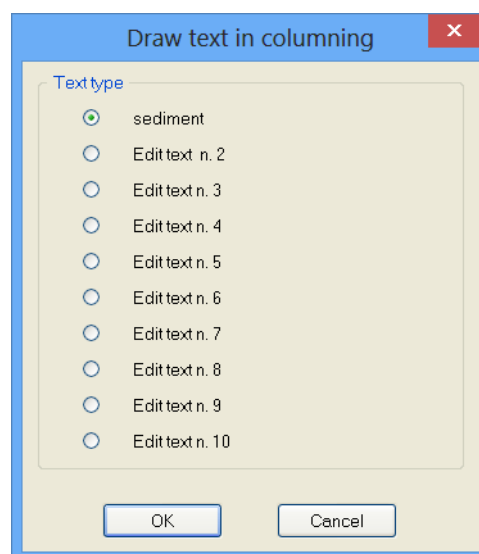 Draw text in columning
Text type
sediment
Edit text n. 2
Edit text n. 3
Edit text n. 4
Edit text n. 5
Edit text n. 6
Edit text n. 7
Edit text n. 8
Edit text n. 9
Edit text n. 10
OK
Cancel